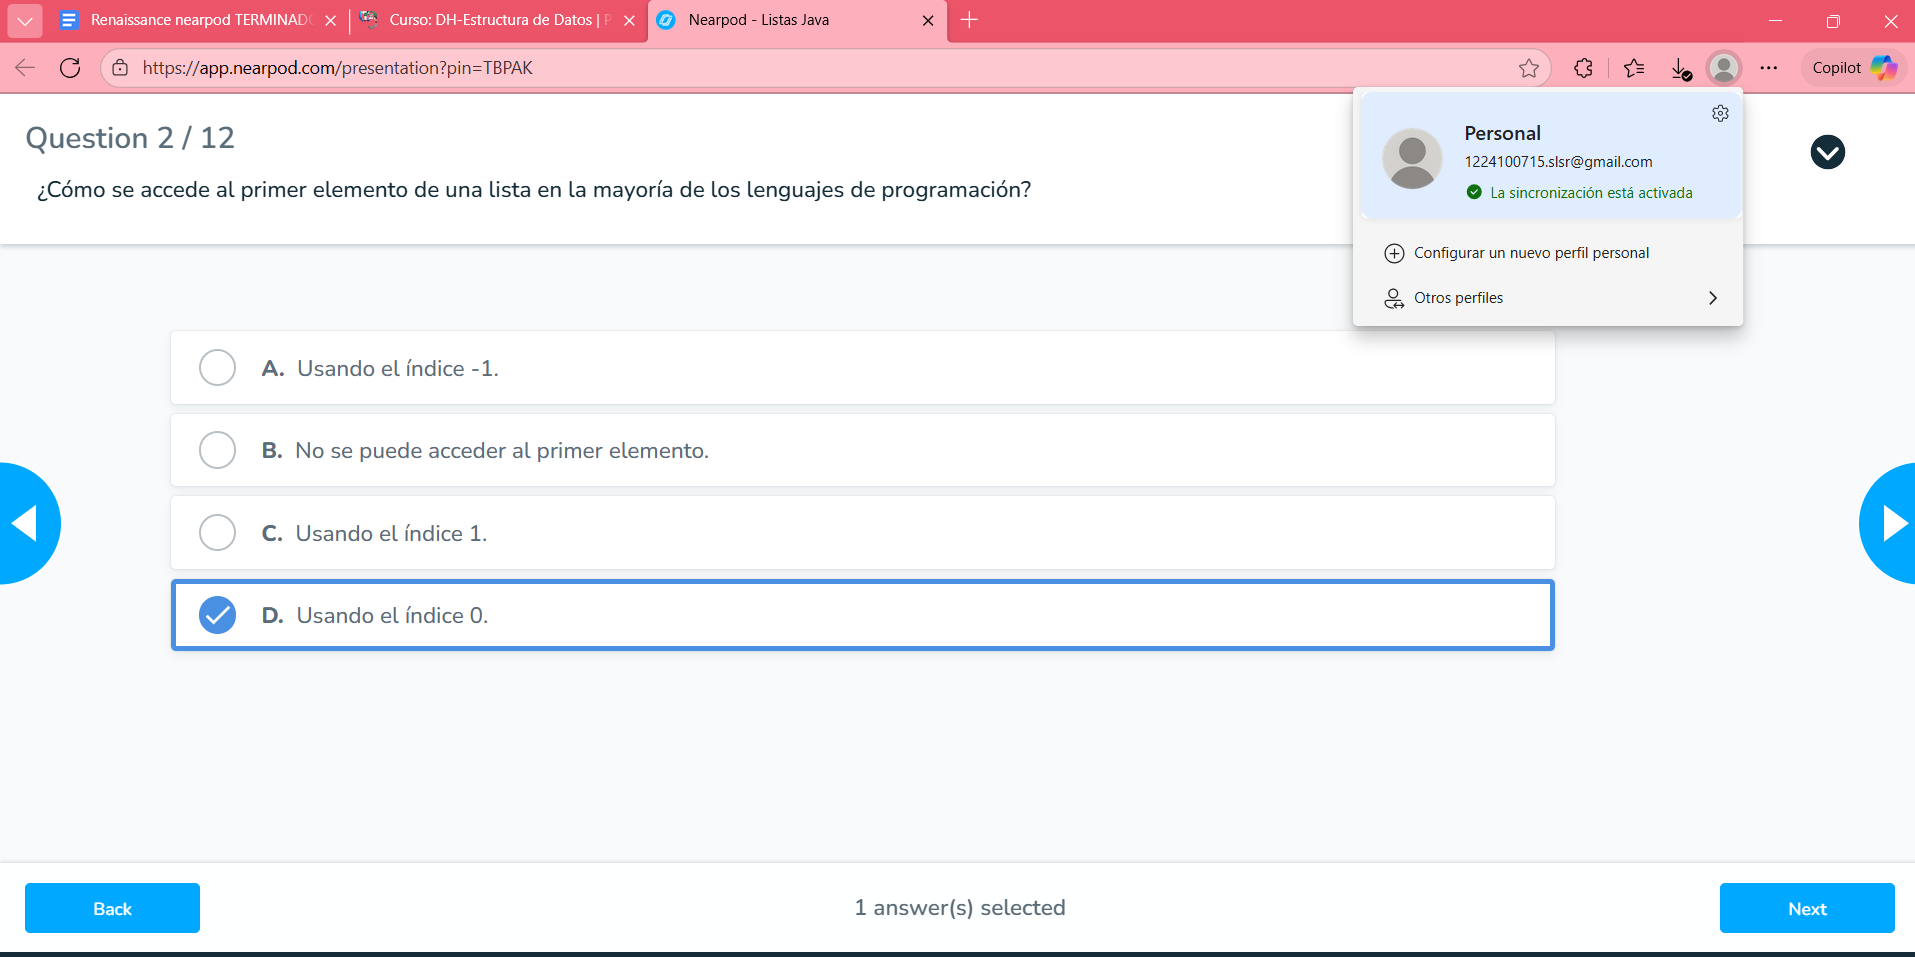 Renaissance nearpod TERMINAD
Curso: DH-Estructura de Datos |
Nearpod - Listas Java
https://app.nearpod.com/presentation?pin=TBPAK
Copilot
Question 2 / 12
¿Cómo se accede al primer elemento de una lista en la mayoría de los lenguajes de programación?
Personal
1224100715.slsr@gmail.com
La sincronización está activada
Configurar un nuevo perfil personal
Otros perfiles
A. Usando el índice -1.
B. No se puede acceder al primer elemento.
C. Usando el índice 1.
D. Usando el índice 0.
Back
1 answer(s) selected
Next